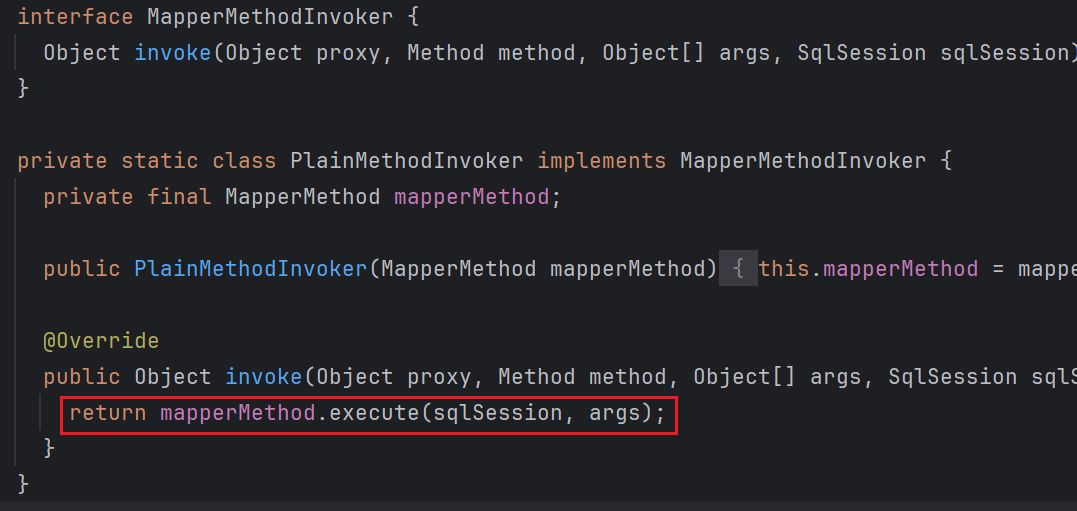 interface MapperMethodInvoker {
Object invoke(Object proxy, Method method, Object[] args, SqlSession sqlSession)
}
private static class PlainMethodInvoker implements MapperMethodInvoker {
private final MapperMethod mapperMethod;
public PlainMethodInvoker(MapperMethod mapperMethod) { this.mapperMethod = mappe
@Override
public Object invoke(Object proxy, Method method, Object[] args, SqlSession sqlS
return mapperMethod.execute(sqlSession, args);
}
}